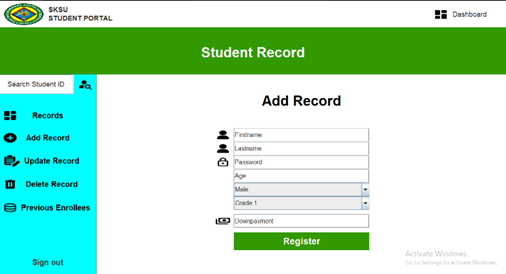 SKSU
STUDENT PORTAL
Dashboard
Student Record
Search Student ID
Records
Add Record
Update Record
Delete Record
Previous Enrollees
Sign out
Add Record
Firstname
Lastname
Password
Age
Male
Grade 1
Downpayment
Register
Activate Windows
Go to Settings to activate Windows.